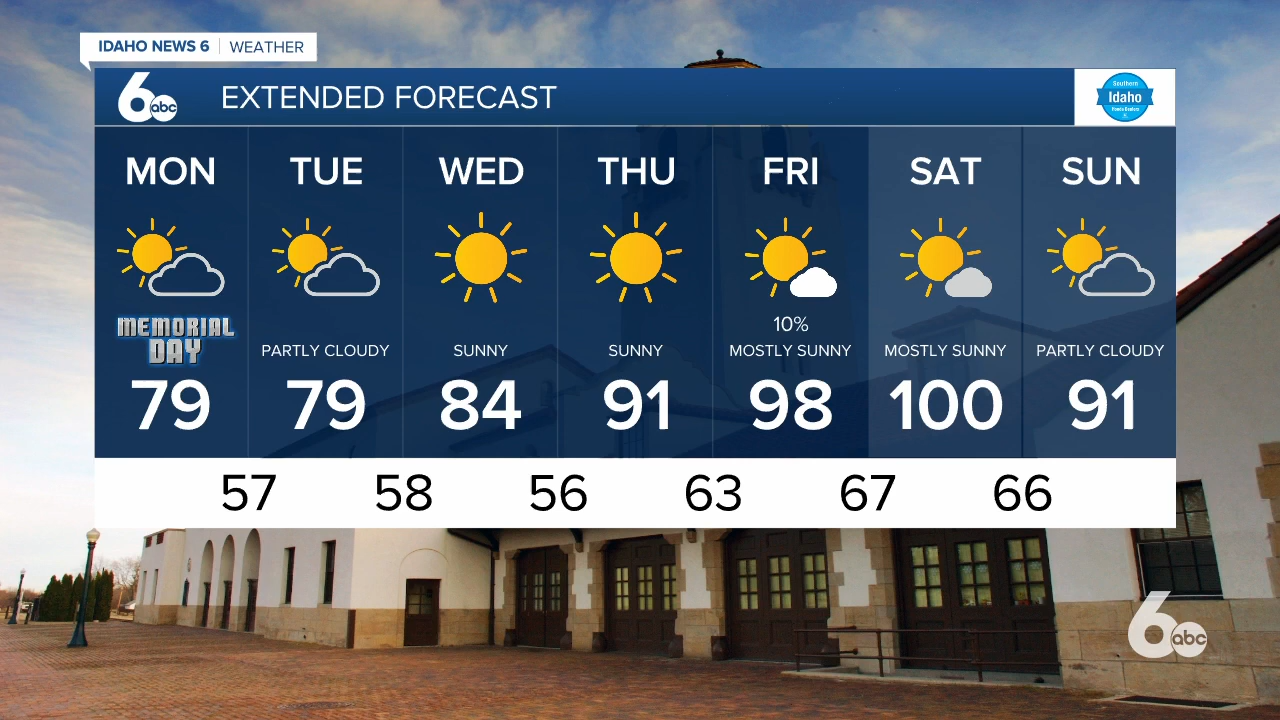 IDAHO NEWS 6 | WEATHER
6abc EXTENDED FORECAST
Southern
Idaho
Honda Dealers
MON TUE WED THU FRI SAT SUN
10%
MEMORIAL
DAY
PARTLY CLOUDY SUNNY SUNNY MOSTLY SUNNY MOSTLY SUNNY PARTLY CLOUDY
79 79 84 91 98 100 91
57 58 56 63 67 66
6abc